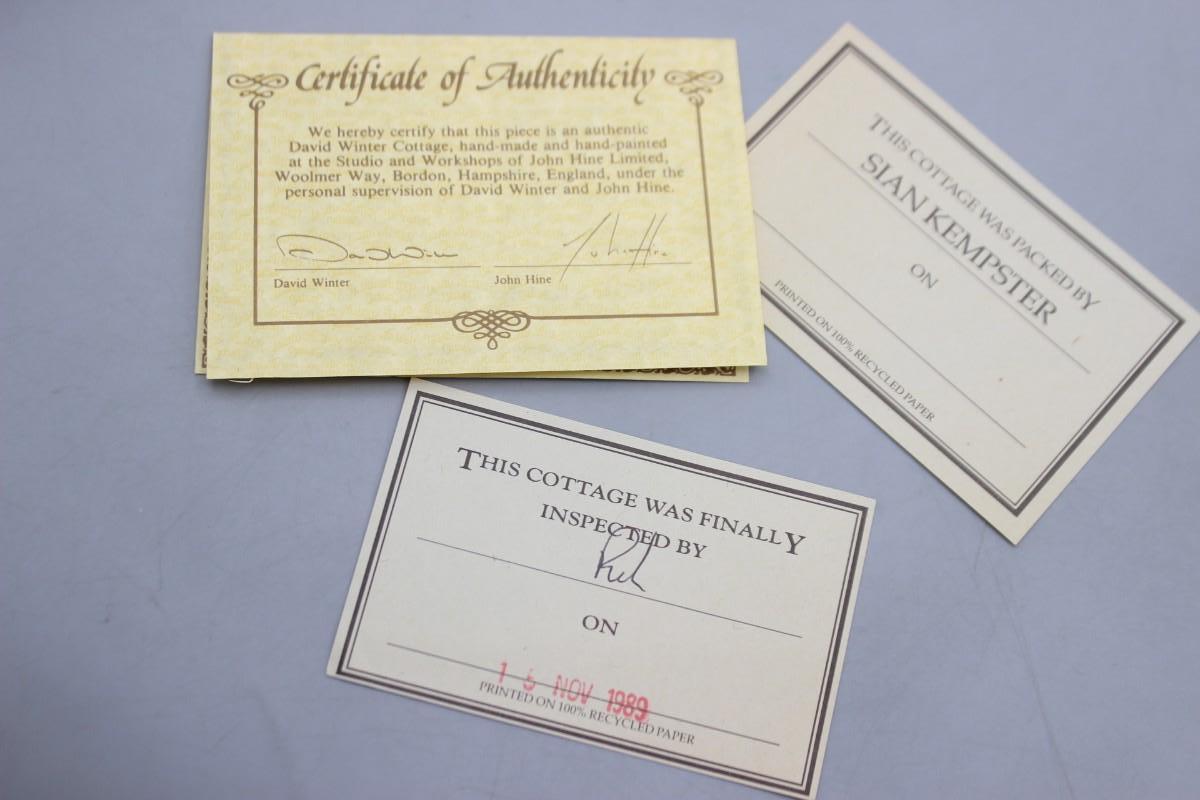 Certificate of Authenticity
We hereby certify that this piece is an authentic
David Winter Cottage, hand-made and hand-painted
at the Studio and Workshops of John Hine Limited,
Woolmer Way, Bordon, Hampshire, England, under the
personal supervision of David Winter and John Hine.
David Winter
John Hine
David Winter
John Hine
THIS COTTAGE WAS PACKED BY
SIAN KEMPSTER
ON
PRINTED ON 100% RECYCLED PAPER
THIS COTTAGE WAS FINALLY
INSPECTED BY
ON
15 NOV 1989
PRINTED ON 100% RECYCLED PAPER